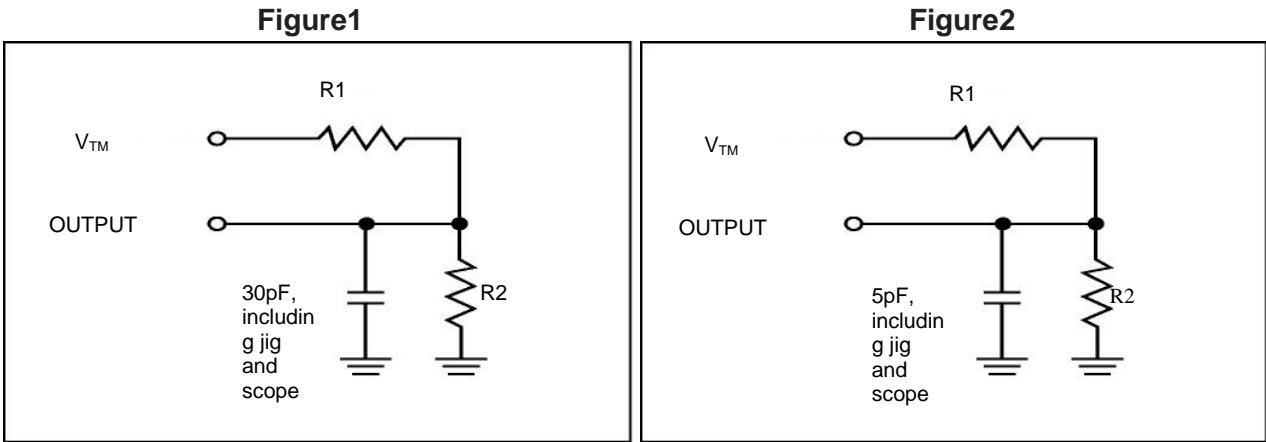 Figure1
R1
VTM
OUTPUT
30pF,
includin
g jig
and
scope
R2
Figure2
R1
VTM
OUTPUT
5pF,
includin
g jig
and
scope
R2